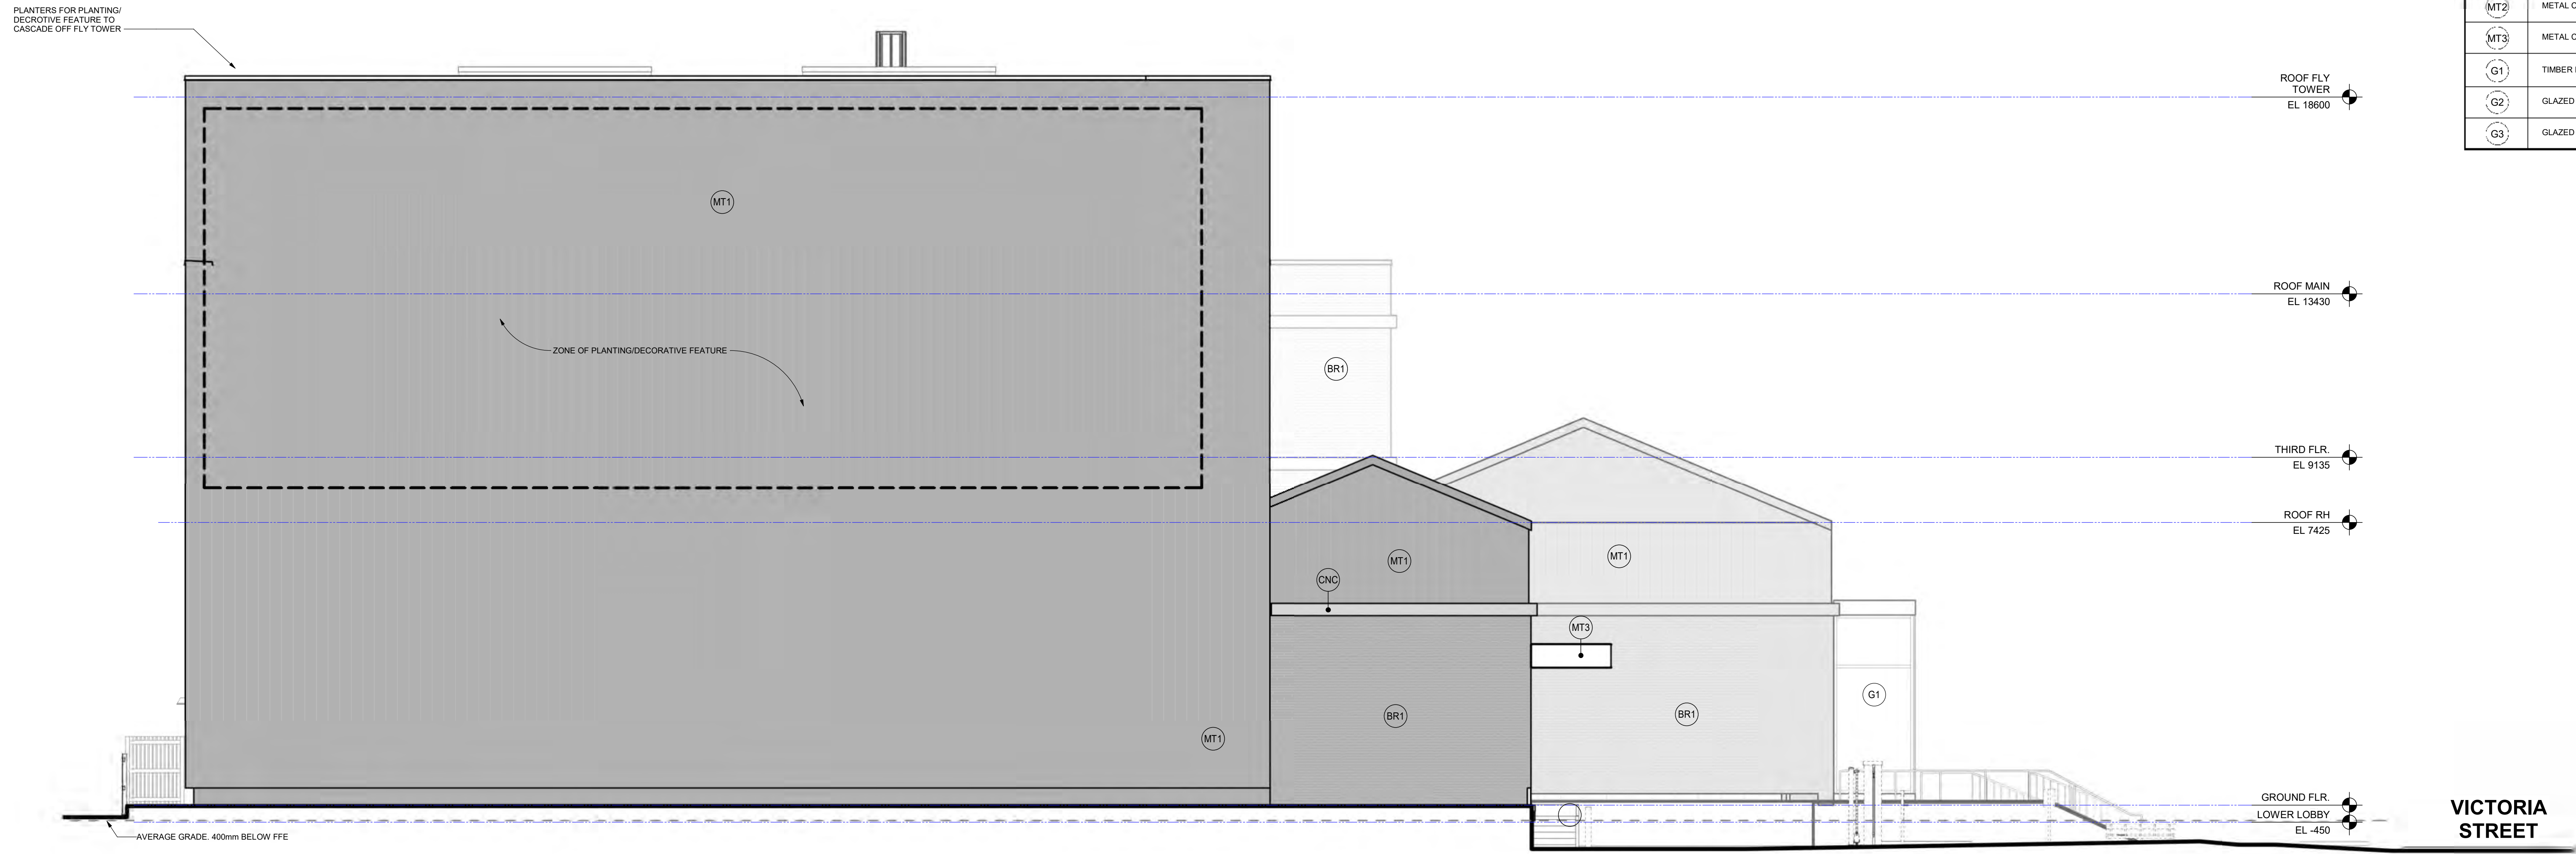 PLANTERS FOR PLANTING/
DECROTIVE FEATURE TO
CASCADE OFF FLY TOWER
MT2
METAL
MT3
METAL
G1
TIMBER
G2
GLAZED
G3
GLAZED
ROOF FLY
TOWER
EL 18600
MT1
ROOF MAIN
EL 13430
ZONE OF PLANTING/DECORATIVE FEATURE
BR1
THIRD FLR.
EL 9135
ROOF RH
EL 7425
MT1
MT1
CNC
MT3
G1
BR1
BR1
MT1
GROUND FLR.
LOWER LOBBY
EL -450
AVERAGE GRADE. 400mm BELOW FFE
VICTORIA
STREET